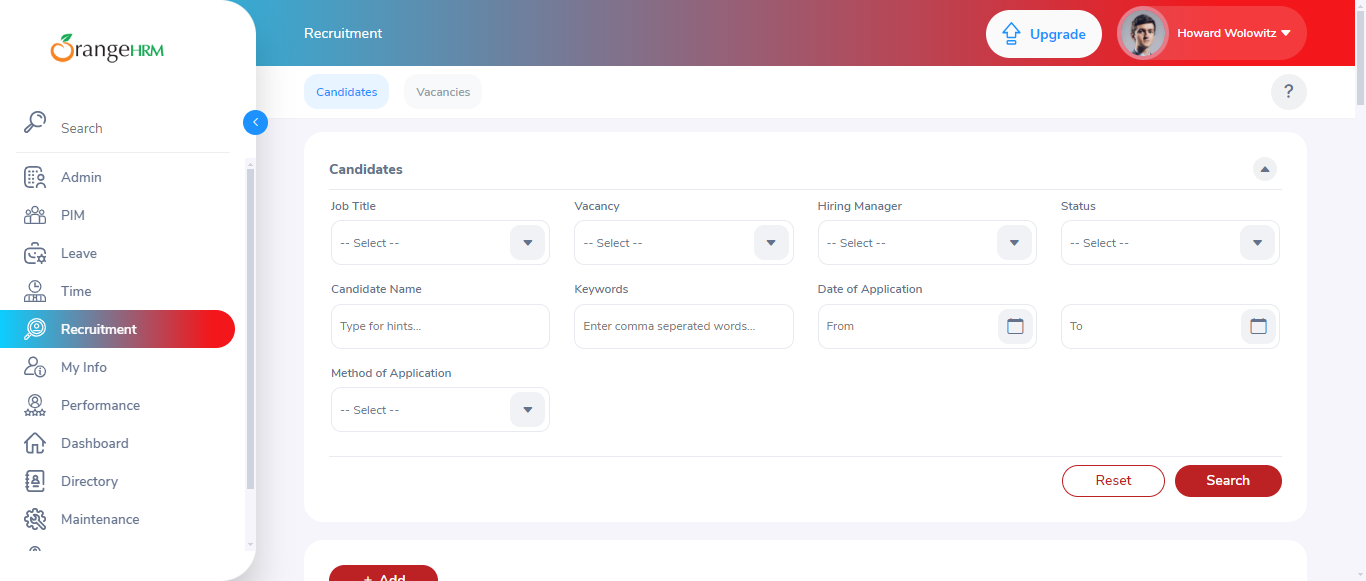 OrangeHRM
Search
Admin
PIM
Leave
Time
Recruitment
My Info
Performance
Dashboard
Directory
Maintenance
Recruitment
Upgrade
Howard Wolowitz
Candidates Vacancies ?
Candidates
Job Title Vacancy Hiring Manager Status
-- Select -- -- Select -- -- Select -- -- Select --
Candidate Name Keywords Date of Application
Type for hints... Enter comma seperated words... From To
Method of Application
-- Select --
Reset Search
+ Add